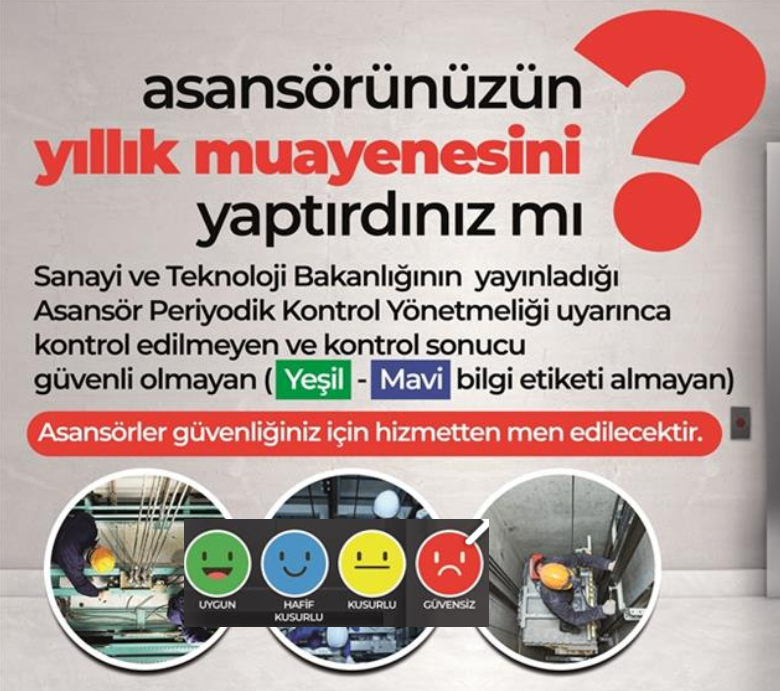 asansörünüzün
yıllık muayenesini
yaptırdınız mı
?
Sanayi ve Teknoloji Bakanlığının yayınladığı
Asansör Periyodik Kontrol Yönetmeliği uyarınca
kontrol edilmeyen ve kontrol sonucu
güvenli olmayan ( Yeşil - Mavi bilgi etiketi almayan)
Asansörler güvenliğiniz için hizmetten men edilecektir.
UYGUN
HAFİF
KUSURLU
KUSURLU
GÜVENSİZ